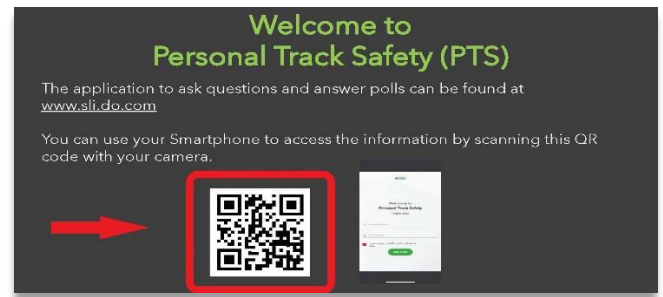 Welcome to
Personal Track Safety (PTS)
The application to ask questions and answer polls can be found at
www.sli.do.com
You can use your Smartphone to access the information by scanning this QR
code with your camera.
Personal Track Safety